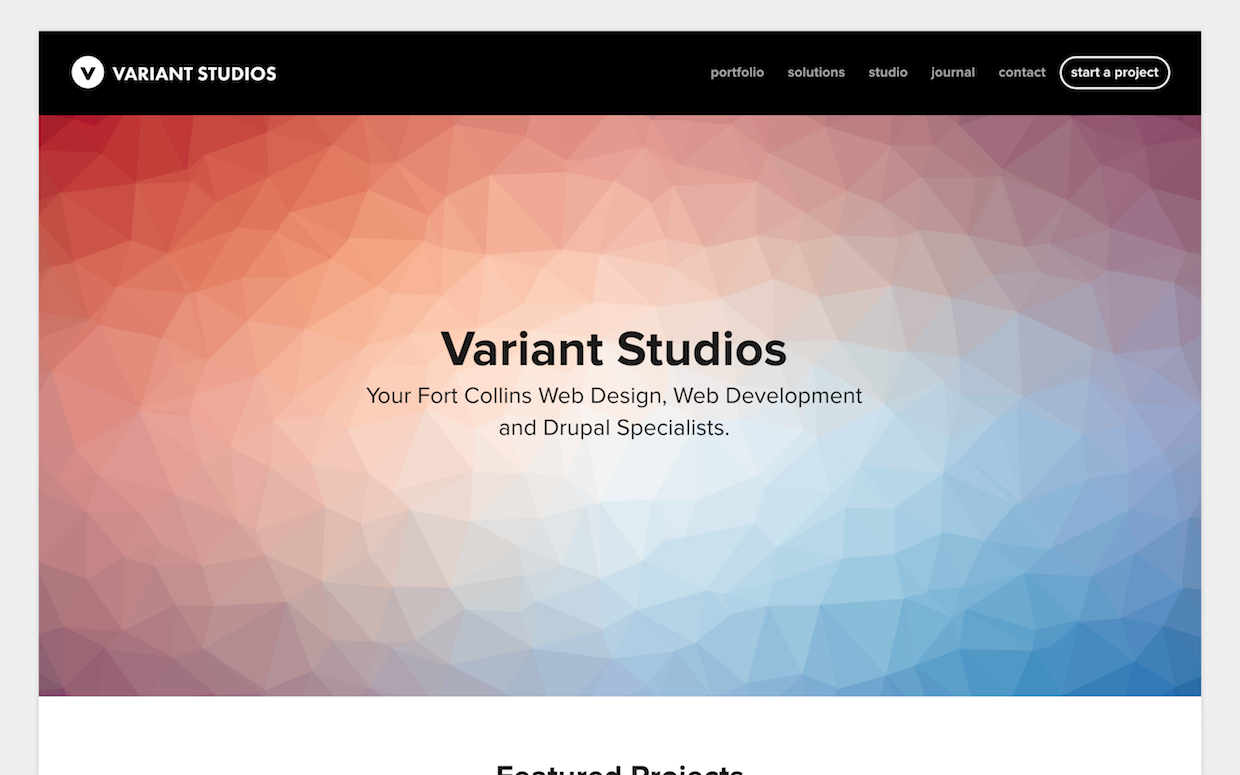 V VARIANT STUDIOS
portfolio solutions studio journal contact start a project
Variant Studios
Your Fort Collins Web Design, Web Development
and Drupal Specialists.
Featured Projects